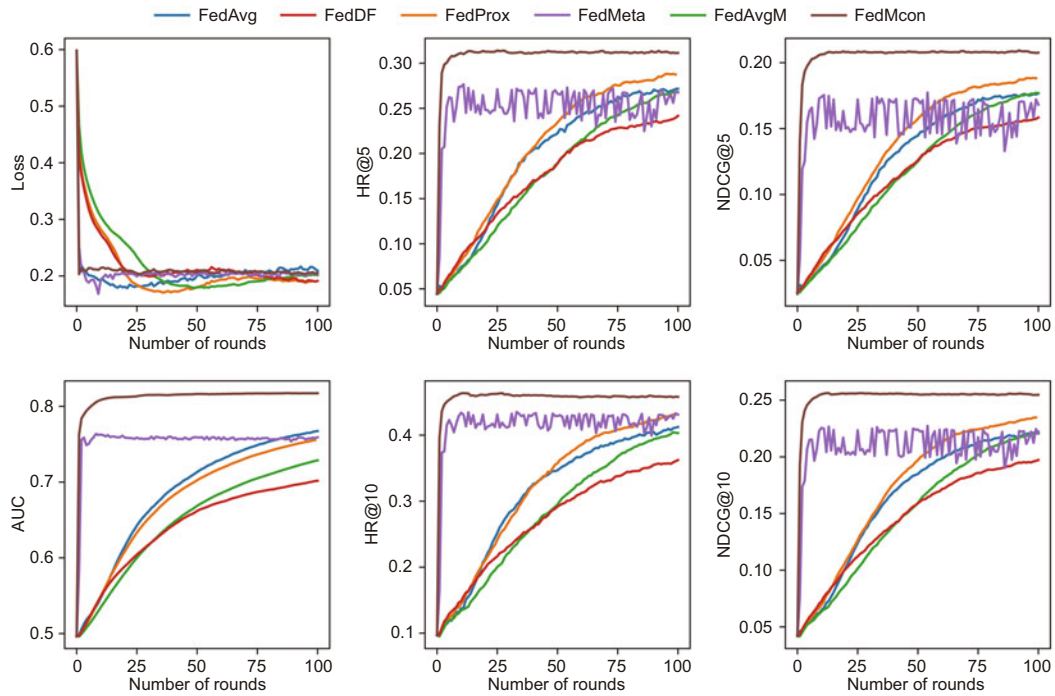 FedAvg FedDF FedProx FedMeta FedAvgM FedMcon
0.6
0.5
0.4
0.3
0.2
Loss
0 25 50 75 100
Number of rounds
0.30
0.25
0.20
0.15
0.10
0.05
HR@5
0 25 50 75 100
Number of rounds
0.20
0.15
0.10
0.05
NDCG@5
0 25 50 75 100
Number of rounds
0.8
0.7
0.6
0.5
AUC
0 25 50 75 100
Number of rounds
0.4
0.3
0.2
0.1
HR@10
0 25 50 75 100
Number of rounds
0.25
0.20
0.15
0.10
0.05
NDCG@10
0 25 50 75 100
Number of rounds